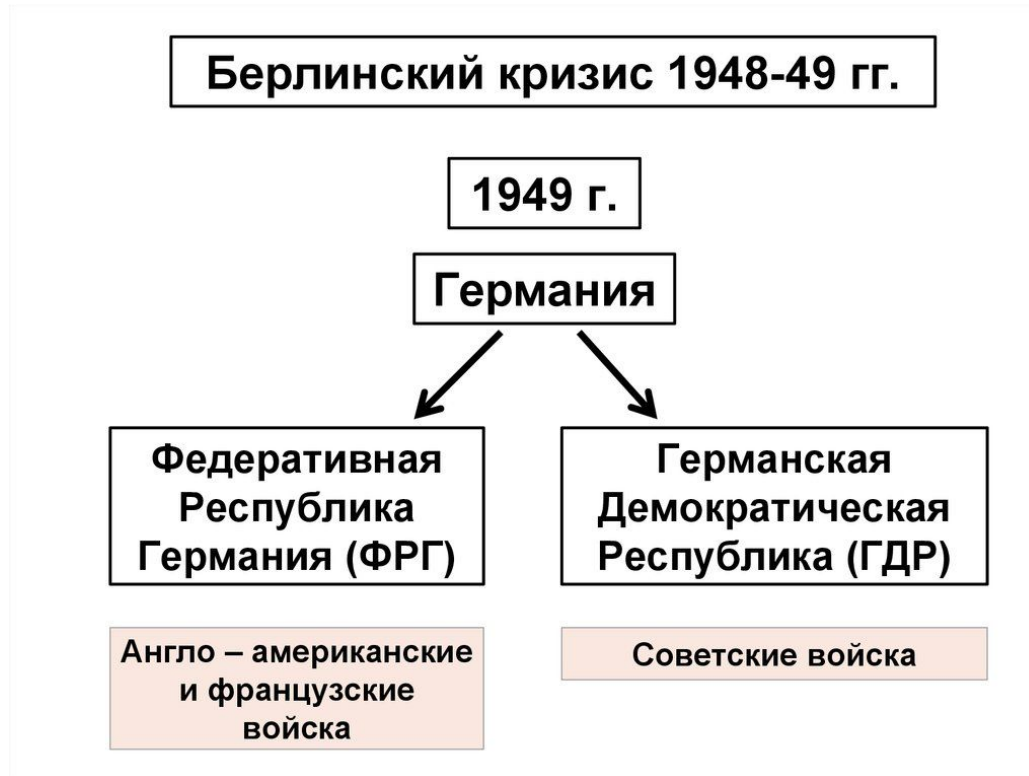 Берлинский кризис 1948-49 гг.
1949 г.
Германия
Федеративная
Республика
Германия (ФРГ)
Германская
Демократическая
Республика (ГДР)
Англо – американские
и французские
войска
Советские войска